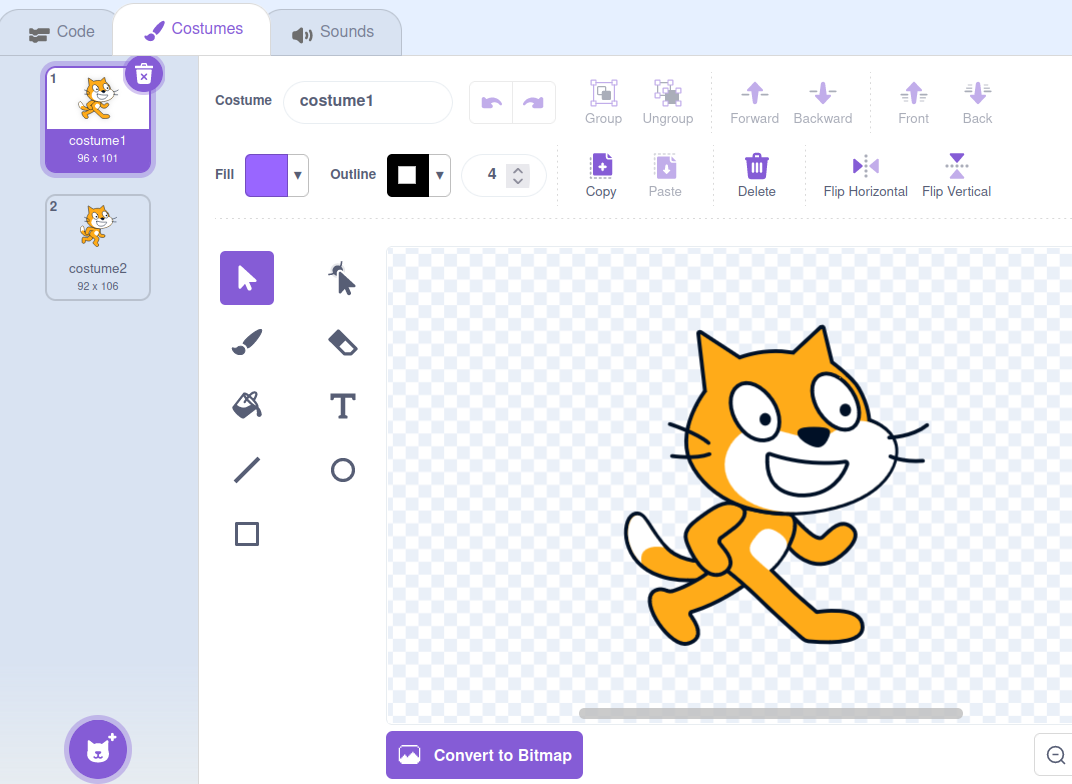 Code
Costumes
Sounds
1
costume1
96 x 101
2
costume2
92 x 106
Costume
costume1
Group
Ungroup
Forward
Backward
Front
Back
Fill
Outline
4
Copy
Paste
Delete
Flip Horizontal
Flip Vertical
T
Convert to Bitmap